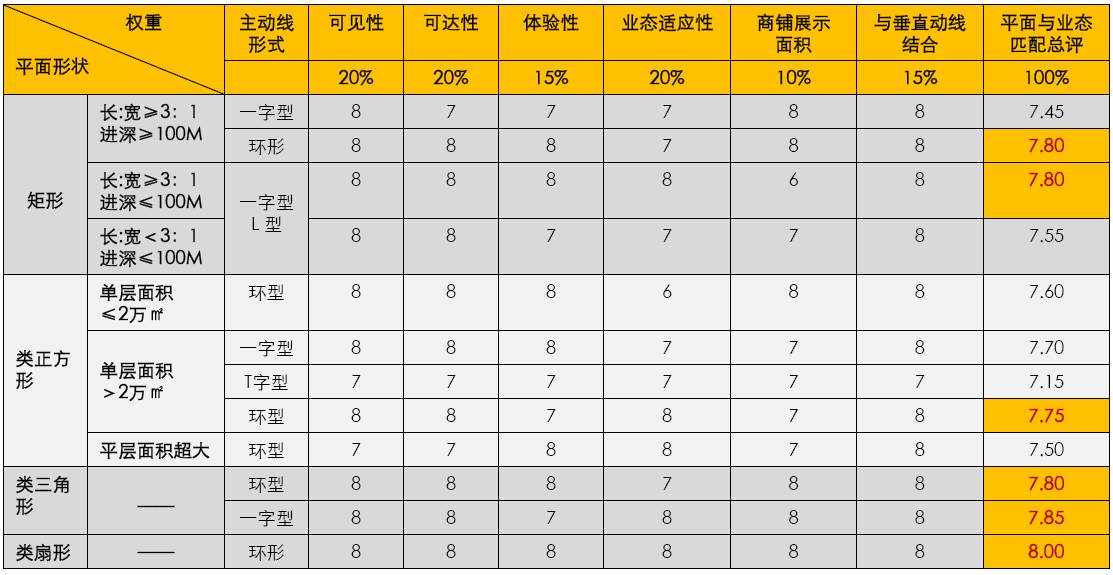 权重
主动线
形式
可见性
可达性
体验性
业态适应性
商铺展示
面积
与垂直动线
结合
平面与业态
匹配总评
平面形状
20%
20%
15%
20%
10%
15%
100%
矩形
长:宽≥3：1
进深≥100M
一字型
8
7
7
7
8
8
7.45
环形
8
8
8
7
8
8
7.80
长:宽≥3：1
进深≤100M
一字型
L 型
8
8
8
8
6
8
7.80
长:宽＜3：1
进深≤100M
8
8
7
7
7
8
7.55
类正方
形
单层面积
≤2万㎡
环型
8
8
8
6
8
8
7.60
单层面积
＞2万㎡
一字型
8
8
8
7
7
8
7.70
T字型
7
7
7
7
7
7
7.15
环型
8
8
7
8
7
8
7.75
平层面积超大
环型
7
7
8
8
7
8
7.50
类三角
形
——
环型
8
8
8
7
8
8
7.80
一字型
8
8
7
8
8
8
7.85
类扇形
——
环形
8
8
8
8
8
8
8.00